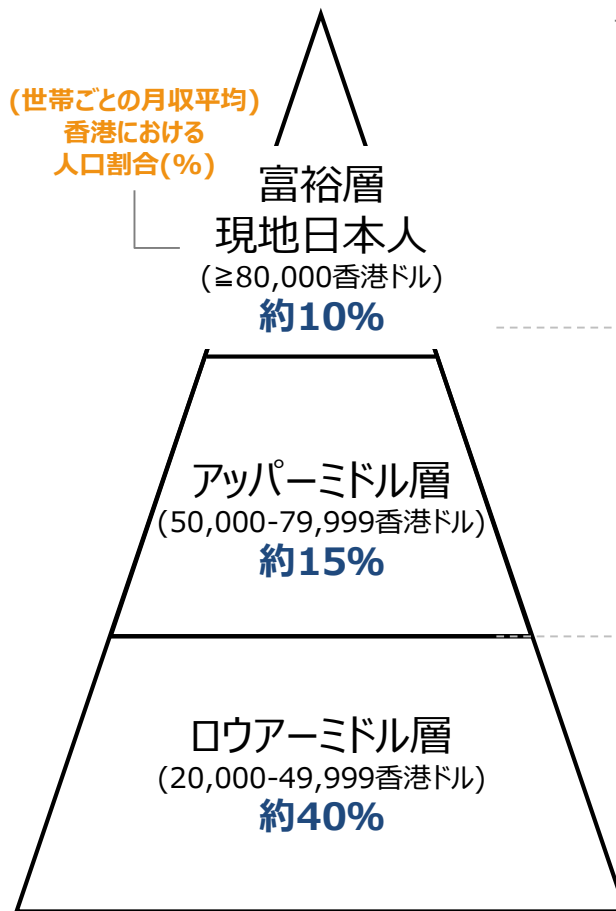 (世帯ごとの月収平均)
香港における
人口割合(%)
富裕層
現地日本人
(≧80,000香港ドル)
約10%
アッパーミドル層
(50,000-79,999香港ドル)
約15%
ロウアーミドル層
(20,000-49,999香港ドル)
約40%